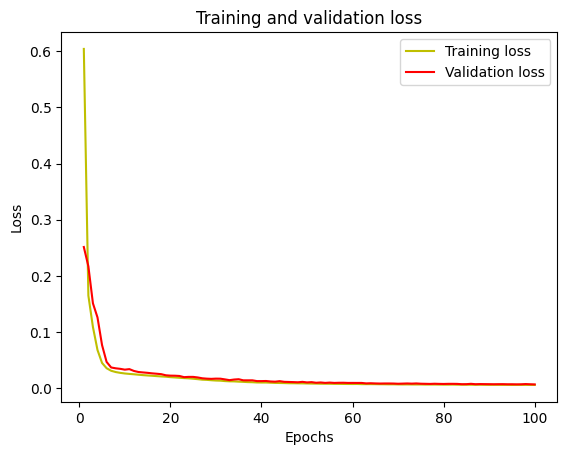 Training and validation loss
Training loss
Validation loss
Loss
0.6
0.5
0.4
0.3
0.2
0.1
0.0
0 20 40 60 80 100
Epochs